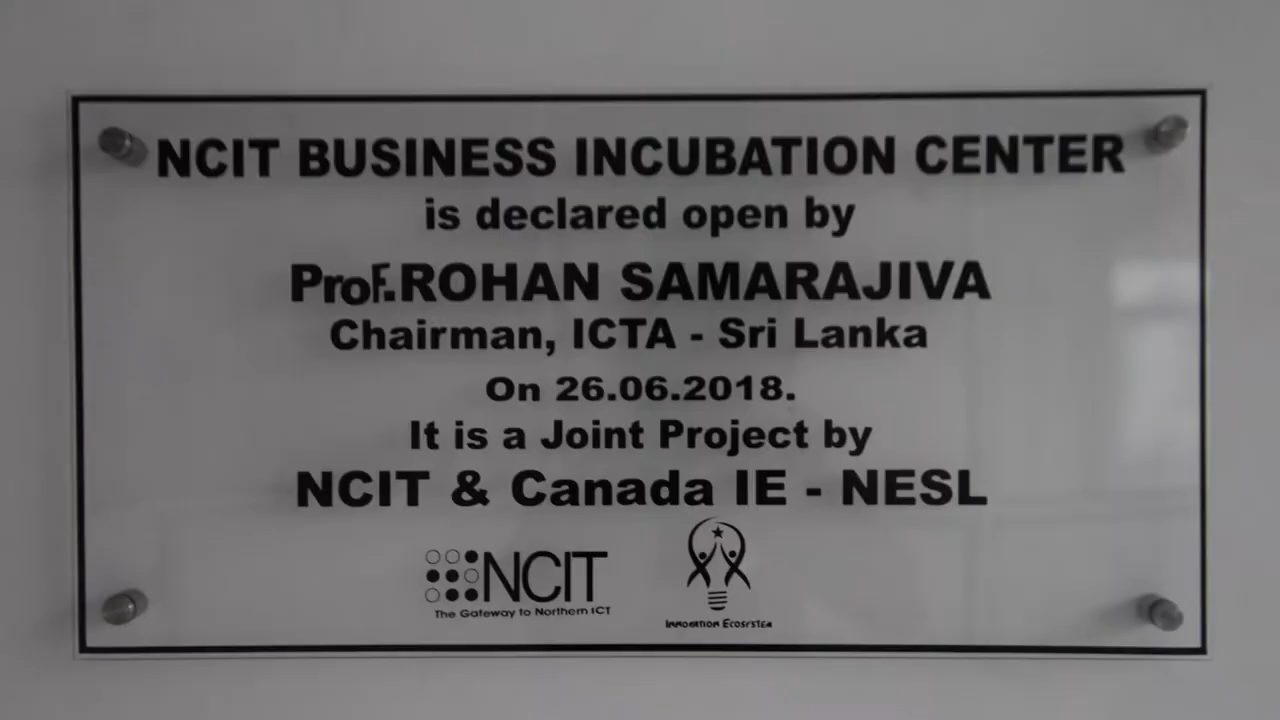 NCIT BUSINESS INCUBATION CENTER
is declared open by
Prof.ROHAN SAMARAJIVA
Chairman, ICTA - Sri Lanka
On 26.06.2018.
It is a Joint Project by
NCIT & Canada IE - NESL
NCIT
The Gateway to Northern ICT
INNOVATION ECOSYSTEM